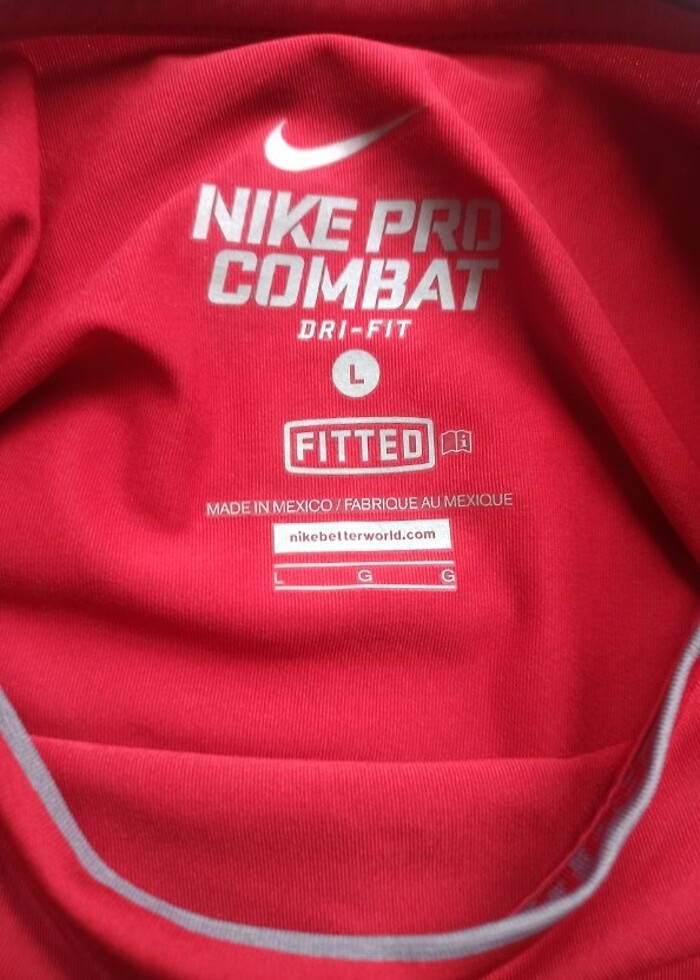 NIKE PRO
COMBAT
DRI-FIT
L
FITTED i
MADE IN MEXICO / FABRIQUE AU MEXIQUE
nikebetterworld.com
L G G